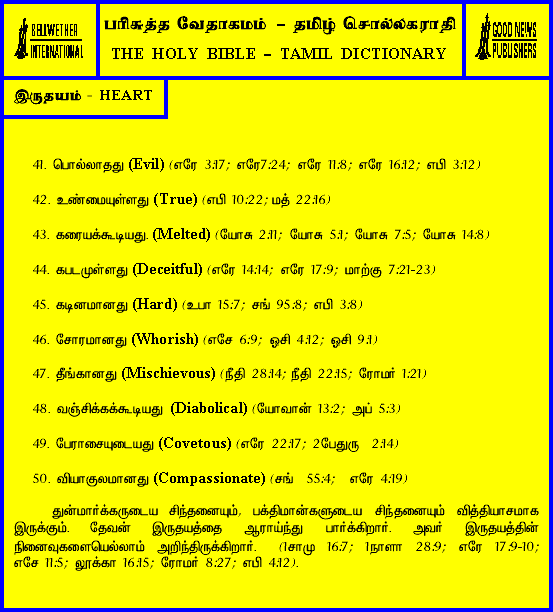 BELLWETHER
INTERNATIONAL
பரிசுத்த வேதாகமம் – தமிழ் சொல்லகராதி
THE HOLY BIBLE – TAMIL DICTIONARY
GOOD NEWS
PUBLISHERS
இருதயம் - HEART
41. பொல்லாதது (Evil) (எரே 3:17; எரே7:24; எரே 11:8; எரே 16:12; எபி 3:12)
42. உண்மையுள்ளது (True) (எபி 10:22; மத் 22:16)
43. கரையக்கூடியது. (Melted) (யோசு 2:11; யோசு 5:1; யோசு 7:5; யோசு 14:8)
44. கபடமுள்ளது (Deceitful) (எரே 14:14; எரே 17:9; மாற்கு 7:21-23)
45. கடினமானது (Hard) (உபா 15:7; சங் 95:8; எபி 3:8)
46. சோரமானது (Whorish) (எசே 6:9; ஓசி 4:12; ஓசி 9:1)
47. தீங்கானது (Mischievous) (நீதி 28:14; நீதி 22:15; ரோமர் 1:21)
48. வஞ்சிக்கக்கூடியது (Diabolical) (யோவான் 13:2; அப் 5:3)
49. பேராசையுடையது (Covetous) (எரே 22:17; 2பேதுரு 2:14)
50. வியாகுலமானது (Compassionate) (சங் 55:4; எரே 4:19)
துன்மார்க்கருடைய சிந்தனையும், பக்திமான்களுடைய சிந்தனையும் வித்தியாசமாக
இருக்கும். தேவன் இருதயத்தை ஆராய்ந்து பார்க்கிறார். அவர் இருதயத்தின்
நினைவுகளையெல்லாம் அறிந்திருக்கிறார். (1சாமு 16:7; 1நாளா 28:9; எரே 17:9-10;
எசே 11:5; லூக்கா 16:15; ரோமர் 8:27; எபி 4:12).